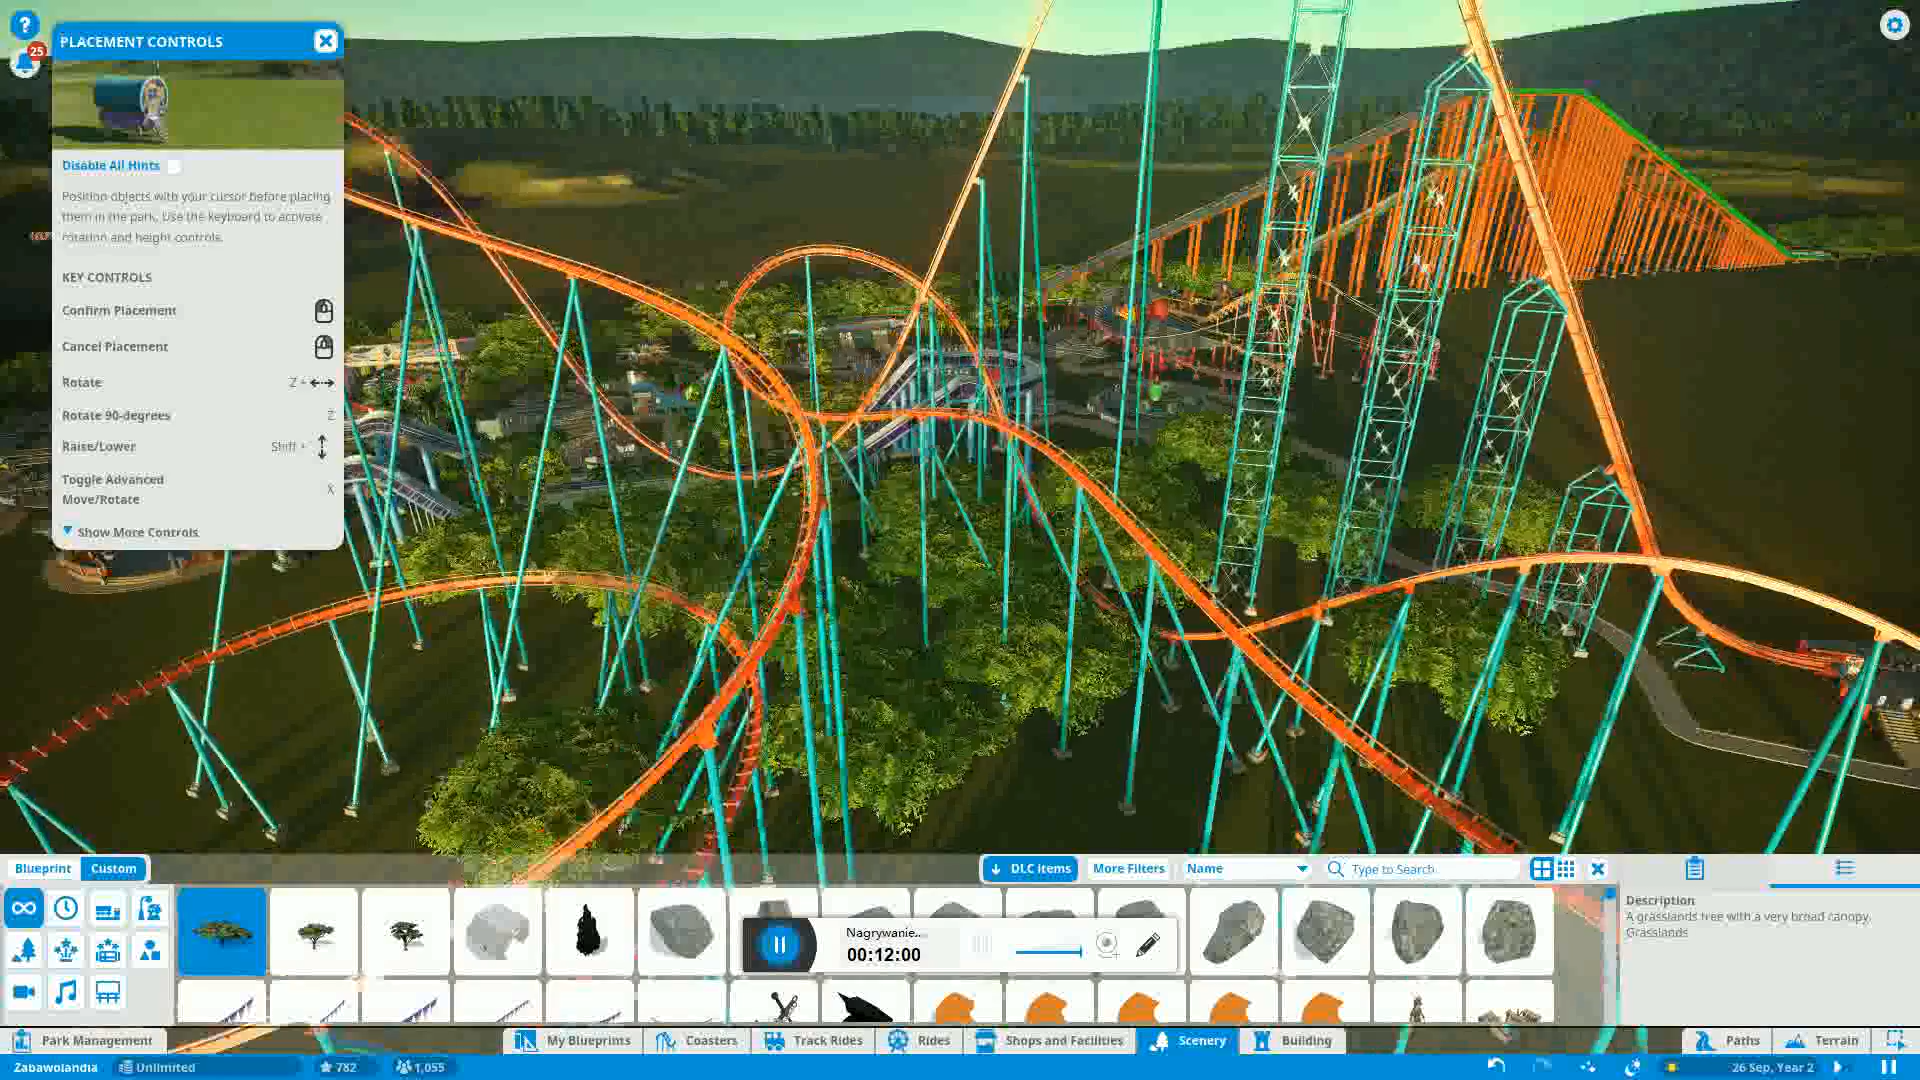 ?
25
PLACEMENT CONTROLS
Disable All Hints
Position objects with your cursor before placing
them in the park. Use the keyboard to activate
rotation and height controls.
KEY CONTROLS
Confirm Placement
Cancel Placement
Rotate Z +
Rotate 90-degrees Z
Raise/Lower Shift +
Toggle Advanced
Move/Rotate X
Show More Controls
Blueprint Custom
DLC items More Filters Name Type to Search...
Description
A grasslands tree with a very broad canopy.
Grasslands
Nagrywanie...
00:12:00
Park Management My Blueprints Coasters Track Rides Rides Shops and Facilities Scenery Building Paths Terrain
Zabawolandia Unlimited 782 1,055 26 Sep, Year 2